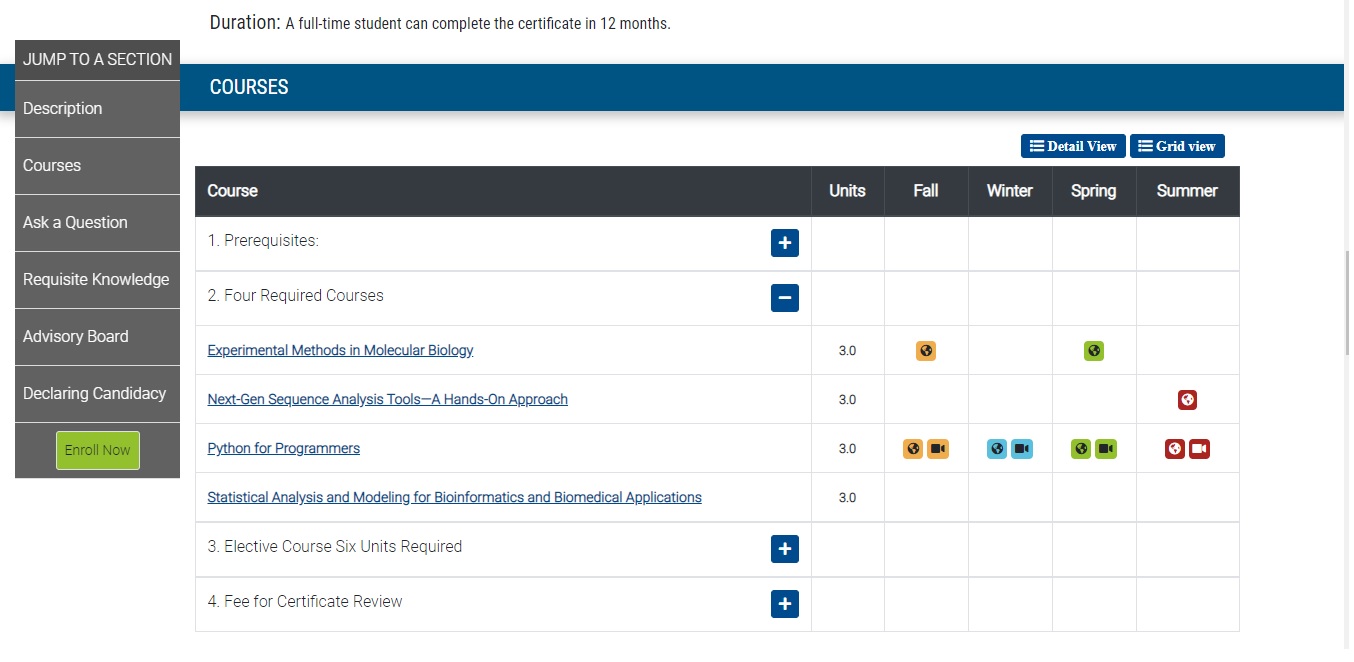 Duration: A full-time student can complete the certificate in 12 months.
JUMP TO A SECTION
Description
Courses
Ask a Question
Requisite Knowledge
Advisory Board
Declaring Candidacy
Enroll Now
COURSES
Detail View Grid view
Course Units Fall Winter Spring Summer
1. Prerequisites:
2. Four Required Courses
Experimental Methods in Molecular Biology 3.0
Next-Gen Sequence Analysis Tools—A Hands-On Approach 3.0
Python for Programmers 3.0
Statistical Analysis and Modeling for Bioinformatics and Biomedical Applications 3.0
3. Elective Course Six Units Required
4. Fee for Certificate Review